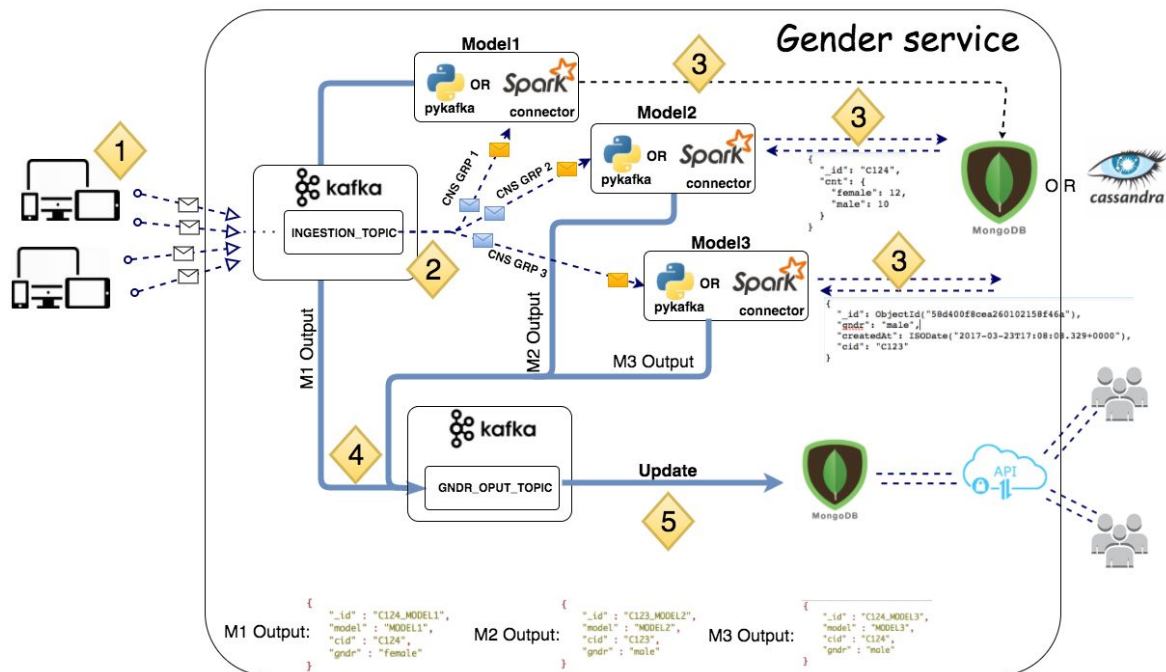 Gender service
Model1
OR Spark
pykafka connector
3
1
Model2
OR Spark
pykafka connector
3
{
"_id": "C124",
"cnt": {
"female": 12,
"male": 10
}
}
MongoDB
OR
cassandra
kafka
INGESTION_TOPIC
2
CNS GRP 1
CNS GRP 2
CNS GRP 3
Model3
OR Spark
pykafka connector
3
{
"_id": ObjectId("58d400f8cea260102158f46a"),
"gndr": "male",
"createdAt": ISODate("2017-03-23T17:08:08.329+0000"),
"cid": "C123"
}
M1 Output
M2 Output
M3 Output
kafka
GNDR_OPUT_TOPIC
4
Update
5
MongoDB
API
M1 Output:
{
"_id" : "C124_MODEL1",
"model" : "MODEL1",
"cid" : "C124",
"gndr" : "female"
}
M2 Output:
{
"_id" : "C123_MODEL2",
"model" : "MODEL2",
"cid" : "C123",
"gndr" : "male"
}
M3 Output:
{
"_id" : "C124_MODEL3",
"model" : "MODEL3",
"cid" : "C124",
"gndr" : "male"
}